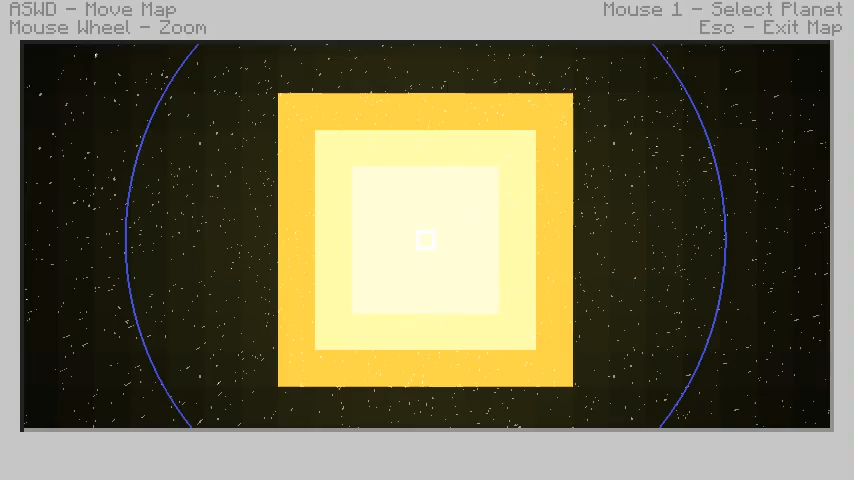 ASWD - Move Map
Mouse Wheel - Zoom
Mouse 1 - Select Planet
Esc - Exit Map